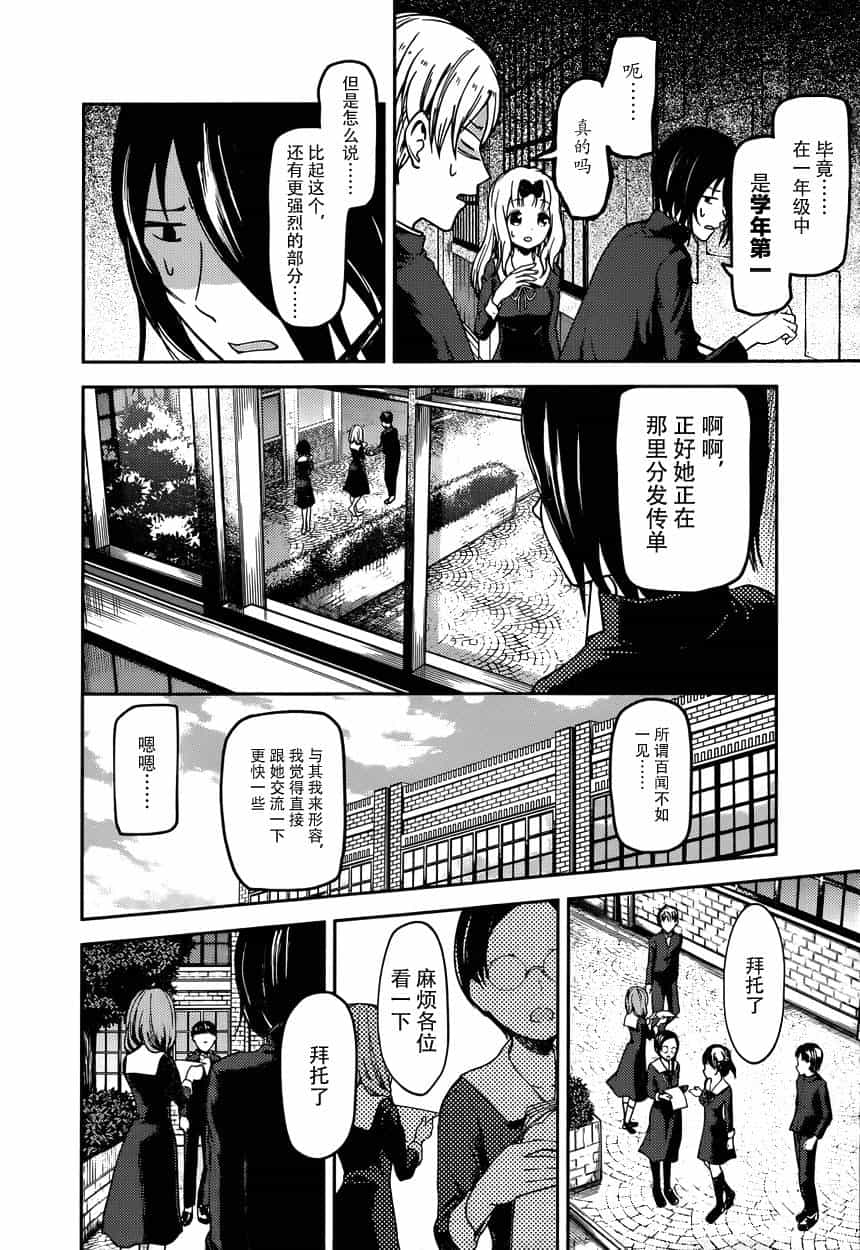 毕竟……
在一年级中
是学年第一
呃……
真的吗
但是怎么说……
比起这个，
还有更强烈的部分……
啊啊，
正好她正在
那里分发传单
所谓百闻不如
一见……
与其我来形容，
我觉得直接
跟她交流一下
更快一些
嗯嗯……
拜托了
麻烦各位
看一下
拜托了